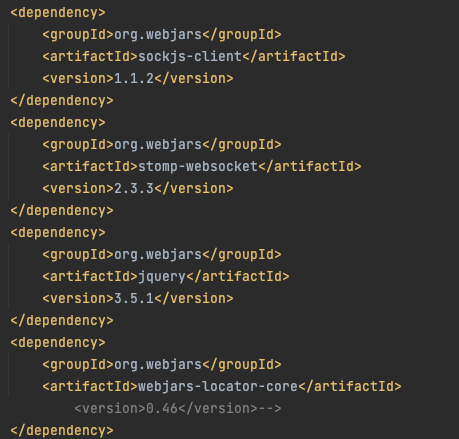 <dependency>
    <groupId>org.webjars</groupId>
    <artifactId>sockjs-client</artifactId>
    <version>1.1.2</version>
</dependency>
<dependency>
    <groupId>org.webjars</groupId>
    <artifactId>stomp-websocket</artifactId>
    <version>2.3.3</version>
</dependency>
<dependency>
    <groupId>org.webjars</groupId>
    <artifactId>jquery</artifactId>
    <version>3.5.1</version>
</dependency>
<dependency>
    <groupId>org.webjars</groupId>
    <artifactId>webjars-locator-core</artifactId>
        <version>0.46</version>-->
</dependency>